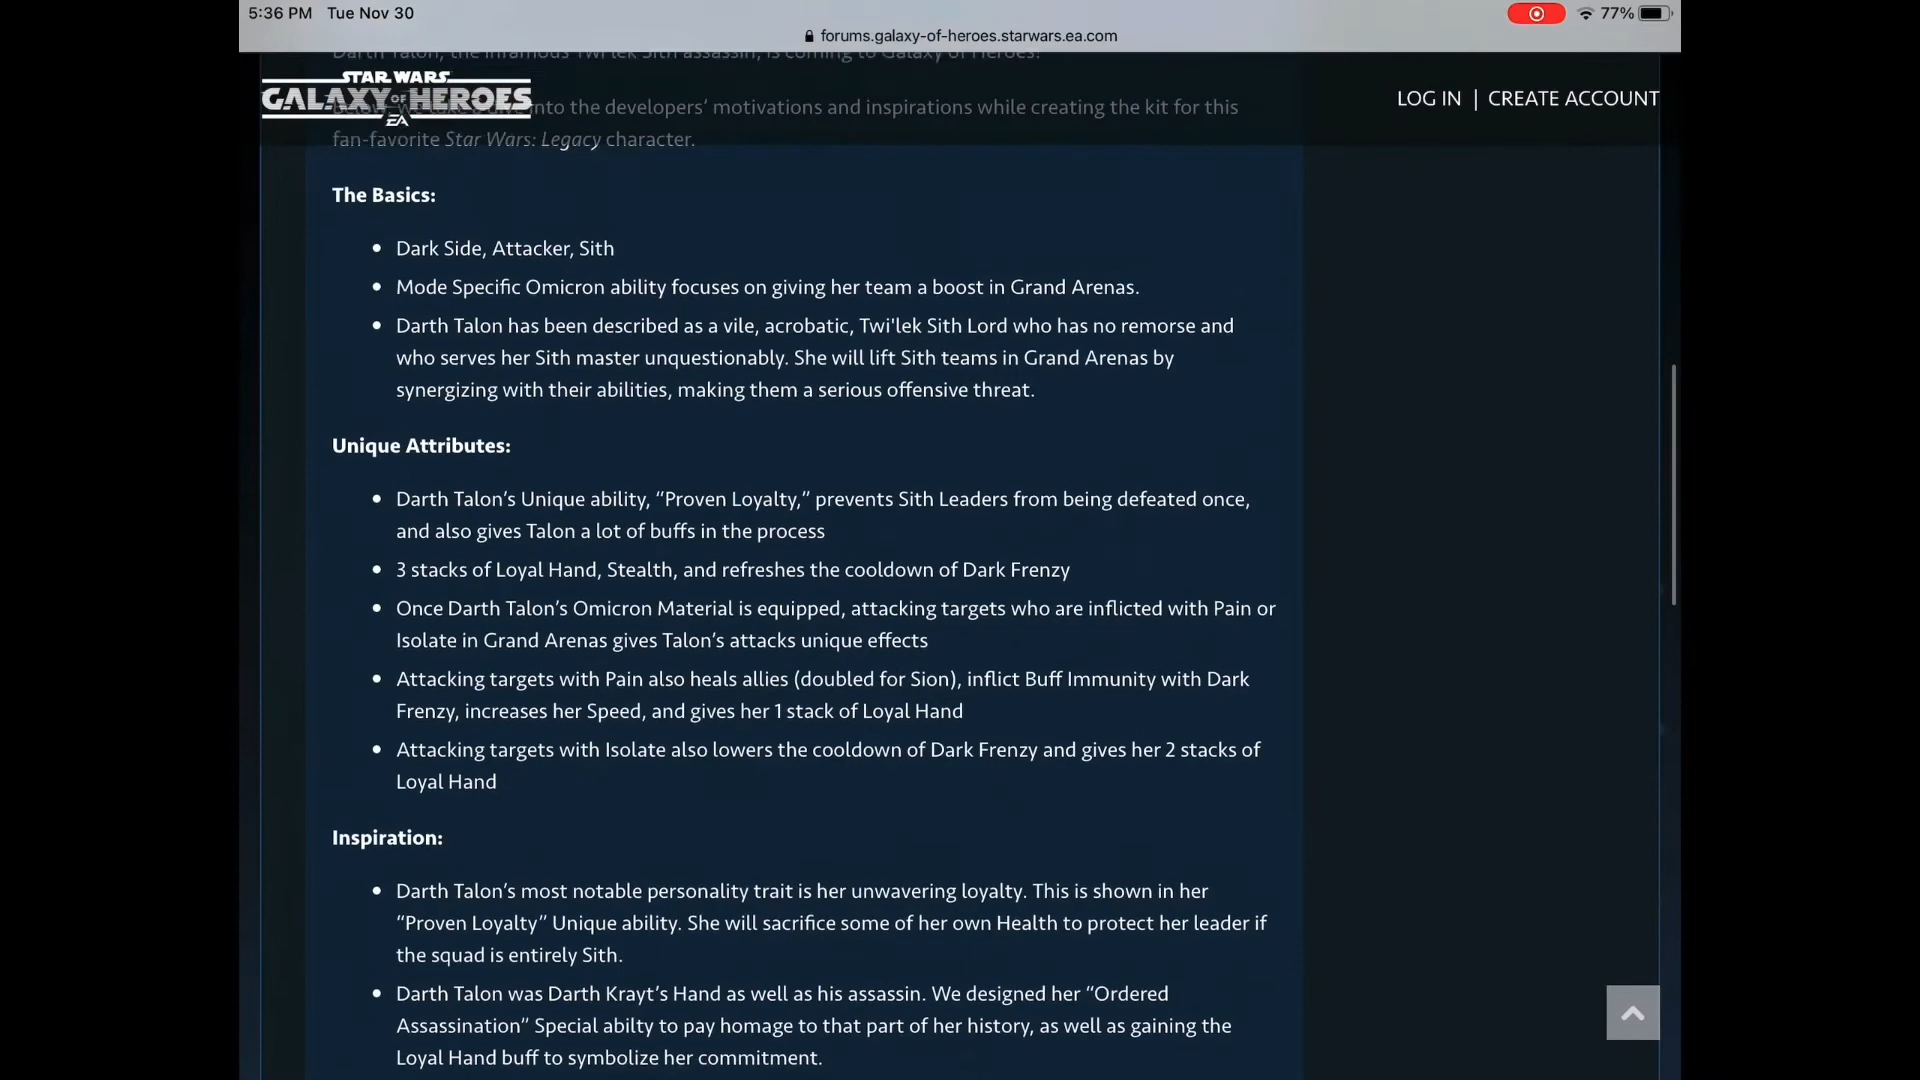 5:36 PM Tue Nov 30
77%
forums.galaxy-of-heroes.starwars.ea.com
Darth Talon, the infamous Twi'lek Sith assassin, is coming to Galaxy of Heroes!
STAR WARS
GALAXY OF HEROES
EA
LOG IN | CREATE ACCOUNT
into the developers' motivations and inspirations while creating the kit for this
fan-favorite Star Wars: Legacy character.
The Basics:
• Dark Side, Attacker, Sith
• Mode Specific Omicron ability focuses on giving her team a boost in Grand Arenas.
• Darth Talon has been described as a vile, acrobatic, Twi'lek Sith Lord who has no remorse and
who serves her Sith master unquestionably. She will lift Sith teams in Grand Arenas by
synergizing with their abilities, making them a serious offensive threat.
Unique Attributes:
• Darth Talon's Unique ability, “Proven Loyalty,” prevents Sith Leaders from being defeated once,
and also gives Talon a lot of buffs in the process
• 3 stacks of Loyal Hand, Stealth, and refreshes the cooldown of Dark Frenzy
• Once Darth Talon's Omicron Material is equipped, attacking targets who are inflicted with Pain or
Isolate in Grand Arenas gives Talon's attacks unique effects
• Attacking targets with Pain also heals allies (doubled for Sion), inflict Buff Immunity with Dark
Frenzy, increases her Speed, and gives her 1 stack of Loyal Hand
• Attacking targets with Isolate also lowers the cooldown of Dark Frenzy and gives her 2 stacks of
Loyal Hand
Inspiration:
• Darth Talon's most notable personality trait is her unwavering loyalty. This is shown in her
“Proven Loyalty” Unique ability. She will sacrifice some of her own Health to protect her leader if
the squad is entirely Sith.
• Darth Talon was Darth Krayt's Hand as well as his assassin. We designed her “Ordered
Assassination” Special abilty to pay homage to that part of her history, as well as gaining the
Loyal Hand buff to symbolize her commitment.